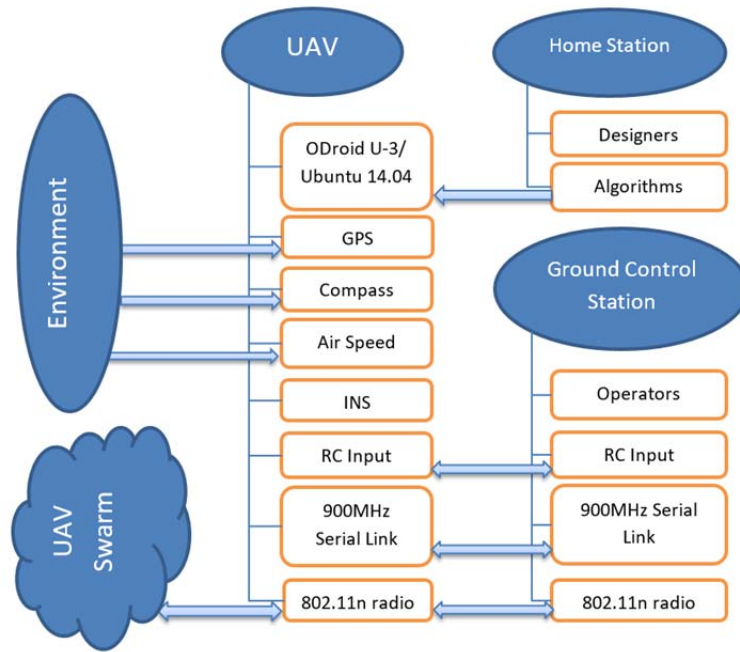 UAV
ODroid U-3/
Ubuntu 14.04
GPS
Compass
Air Speed
INS
RC Input
900MHz
Serial Link
802.11n radio
Home Station
Designers
Algorithms
Ground Control
Station
Operators
RC Input
900MHz Serial
Link
802.11n radio
Environment
UAV
Swarm